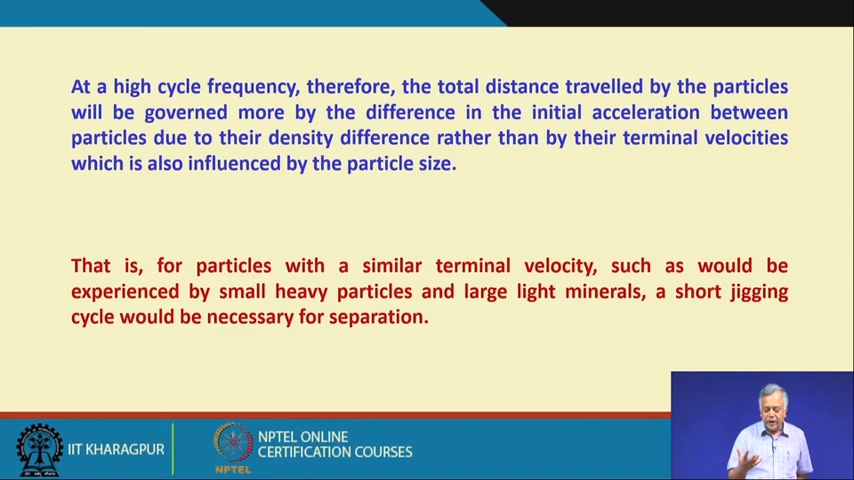 At a high cycle frequency, therefore, the total distance travelled by the particles
will be governed more by the difference in the initial acceleration between
particles due to their density difference rather than by their terminal velocities
which is also influenced by the particle size.
That is, for particles with a similar terminal velocity, such as would be
experienced by small heavy particles and large light minerals, a short jigging
cycle would be necessary for separation.
IIT KHARAGPUR
NPTEL
NPTEL ONLINE
CERTIFICATION COURSES